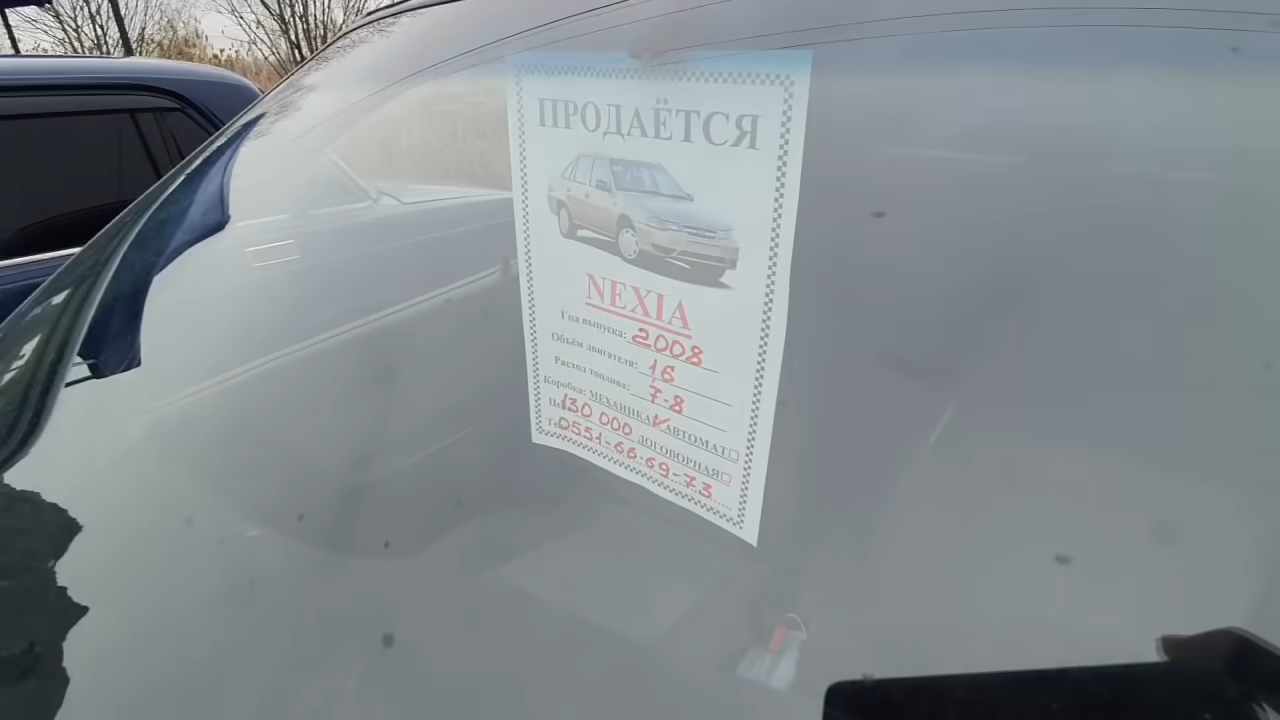 ПРОДАЁТСЯ
NEXIA
Год выпуска: 2008
Объём двигателя: 16
Расход топлива: 7-8
Коробка: МЕХАНИКА АВТОМАТ
130 000 ДОГОВОРНАЯ
0551-66-69-73